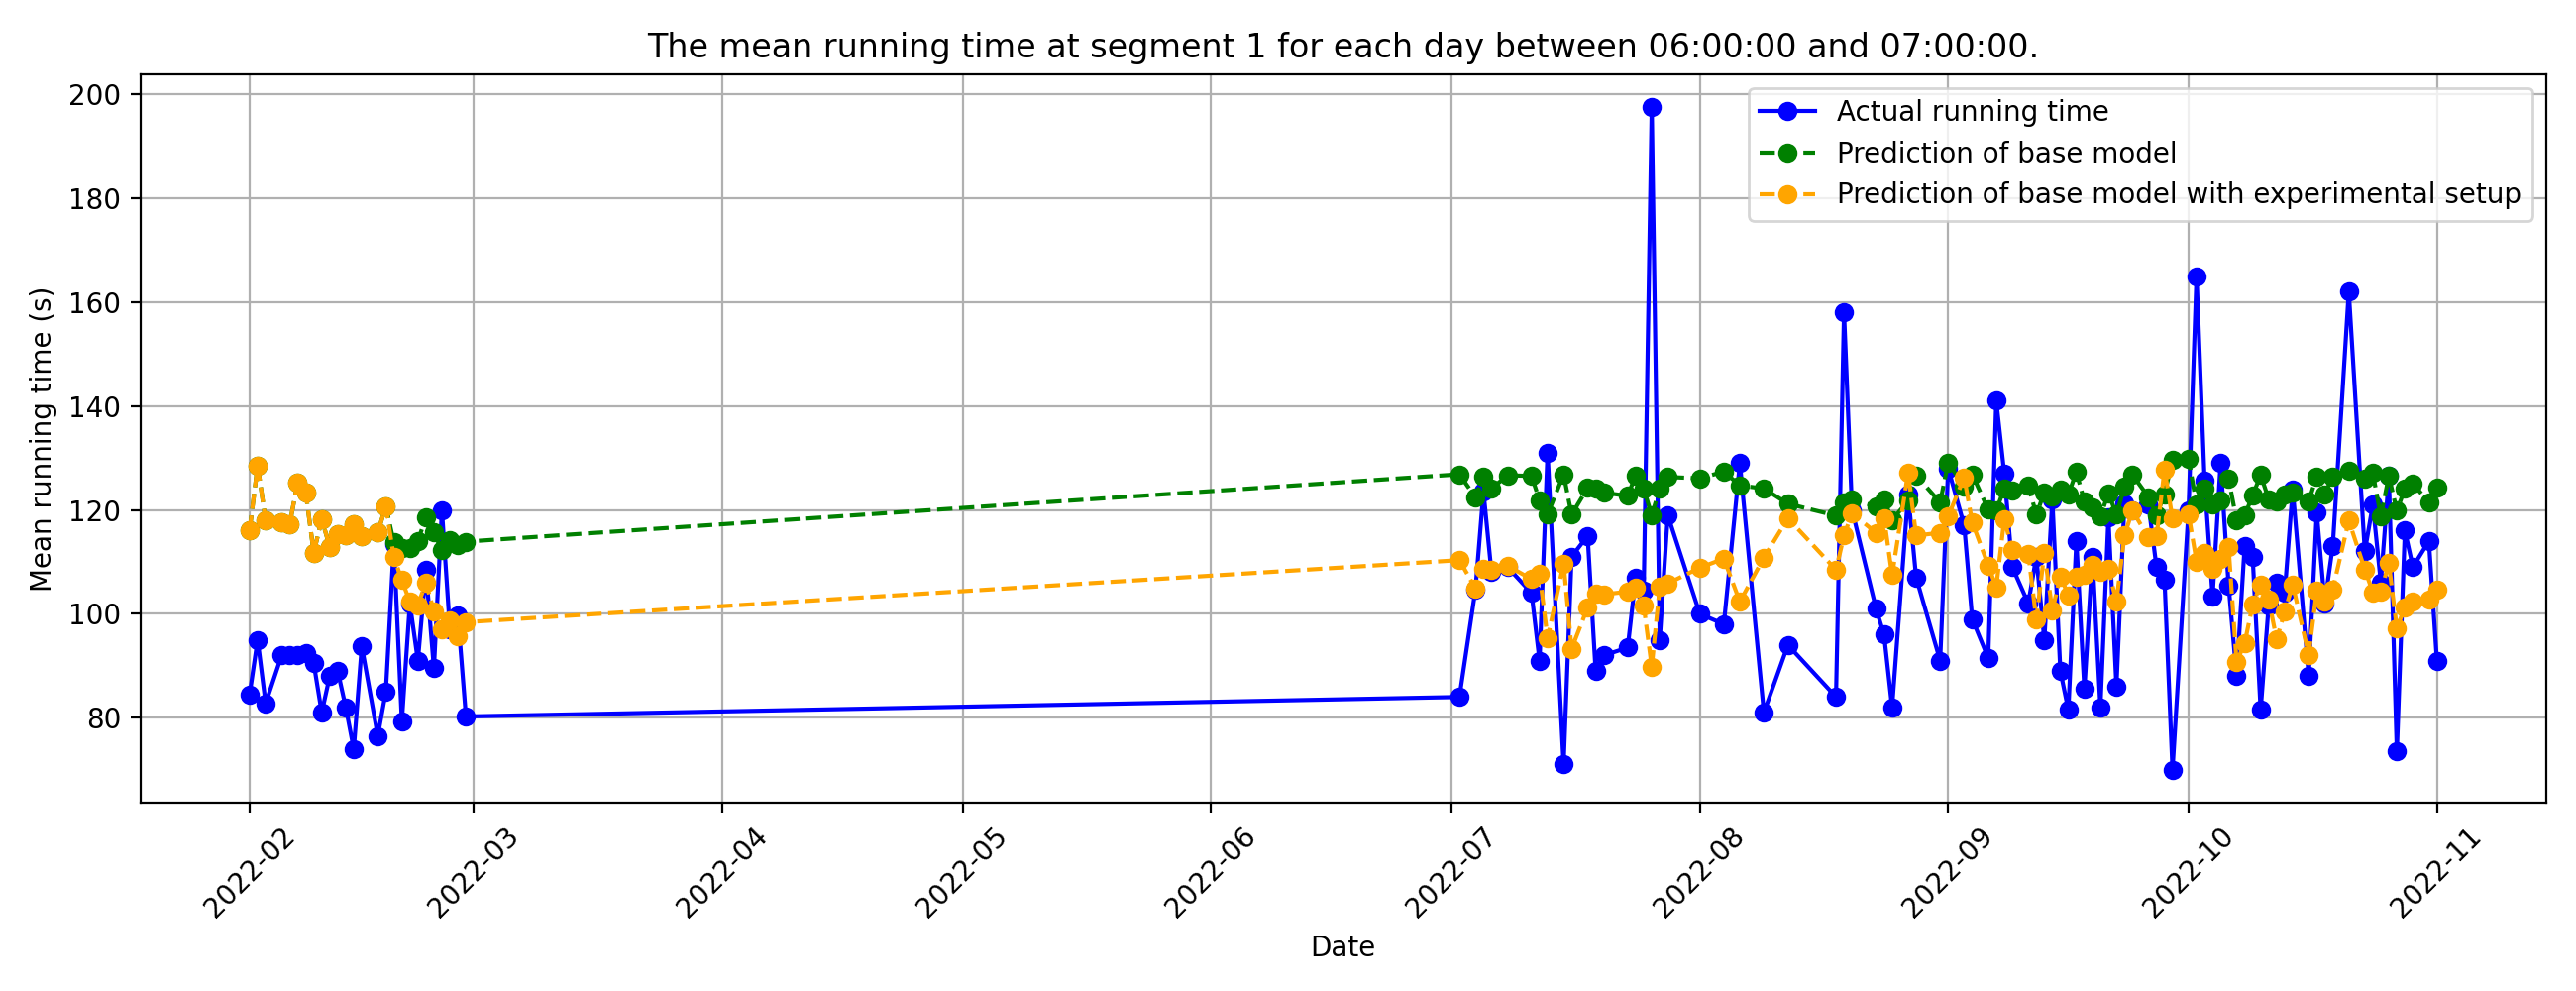 The mean running time at segment 1 for each day between 06:00:00 and 07:00:00.
200
180
160
140
120
100
80
Mean running time (s)
Actual running time
Prediction of base model
Prediction of base model with experimental setup
2022-02
2022-03
2022-04
2022-05
2022-06
2022-07
2022-08
2022-09
2022-10
2022-11
Date